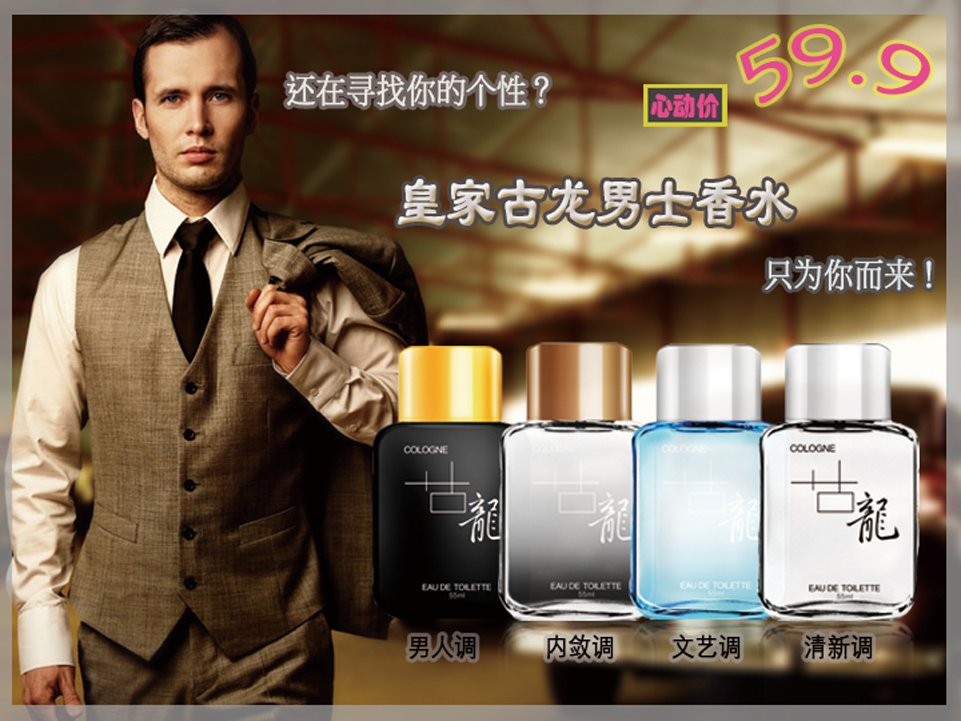 还在寻找你的个性？
心动价
59.9
皇家古龙男士香水
只为你而来！
COLOGNE
古龍
EAU DE TOILETTE
55ml
COLOGNE
古龍
EAU DE TOILETTE
55ml
COLOGNE
古龍
EAU DE TOILETTE
55ml
COLOGNE
古龍
EAU DE TOILETTE
55ml
男人调
内敛调
文艺调
清新调